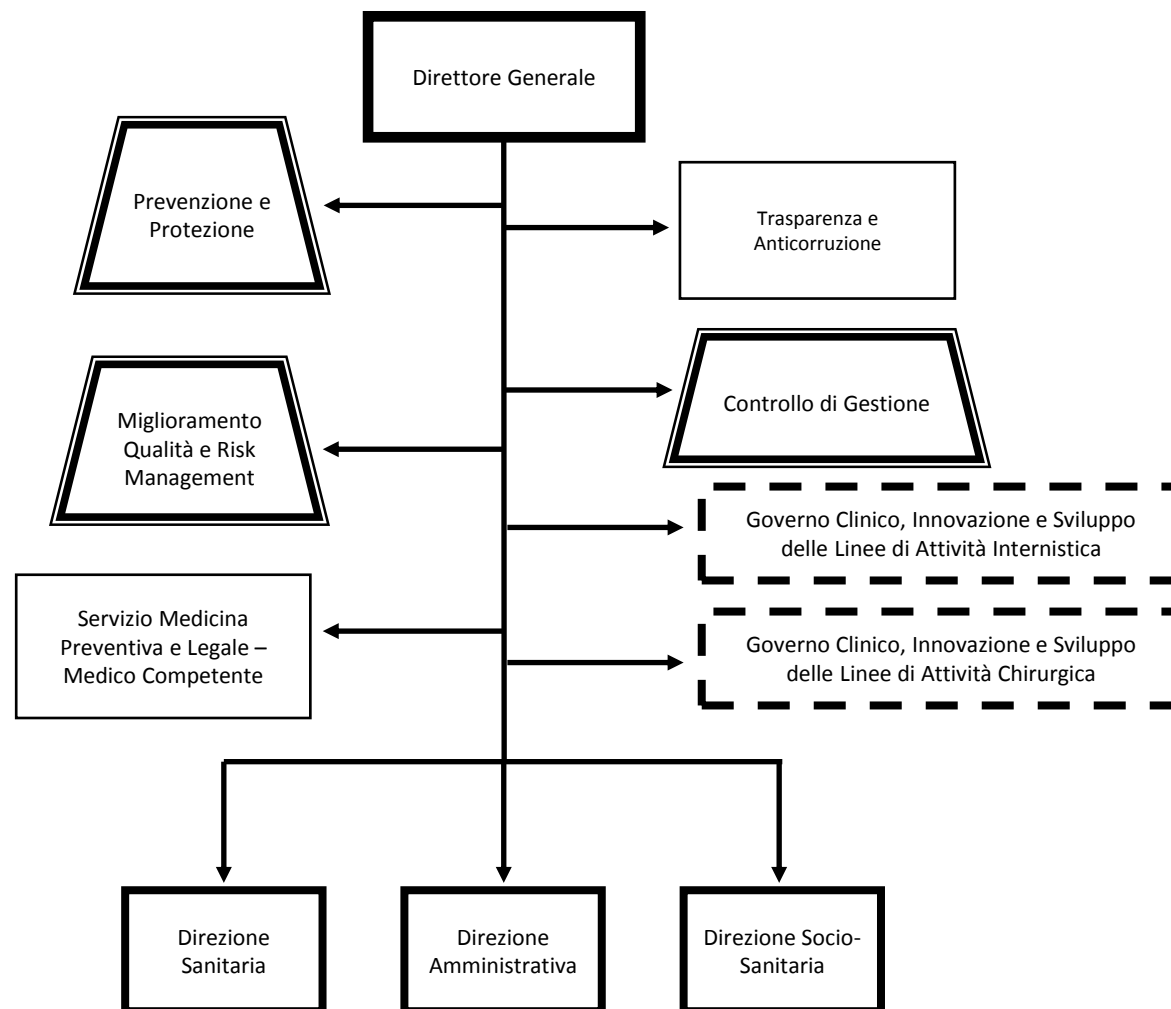 Direttore Generale
Prevenzione e
Protezione
Trasparenza e
Anticorruzione
Controllo di Gestione
Miglioramento
Qualità e Risk
Management
Governo Clinico, Innovazione e Sviluppo
delle Linee di Attività Internistica
Servizio Medicina
Preventiva e Legale –
Medico Competente
Governo Clinico, Innovazione e Sviluppo
delle Linee di Attività Chirurgica
Direzione
Sanitaria
Direzione
Amministrativa
Direzione Socio-
Sanitaria